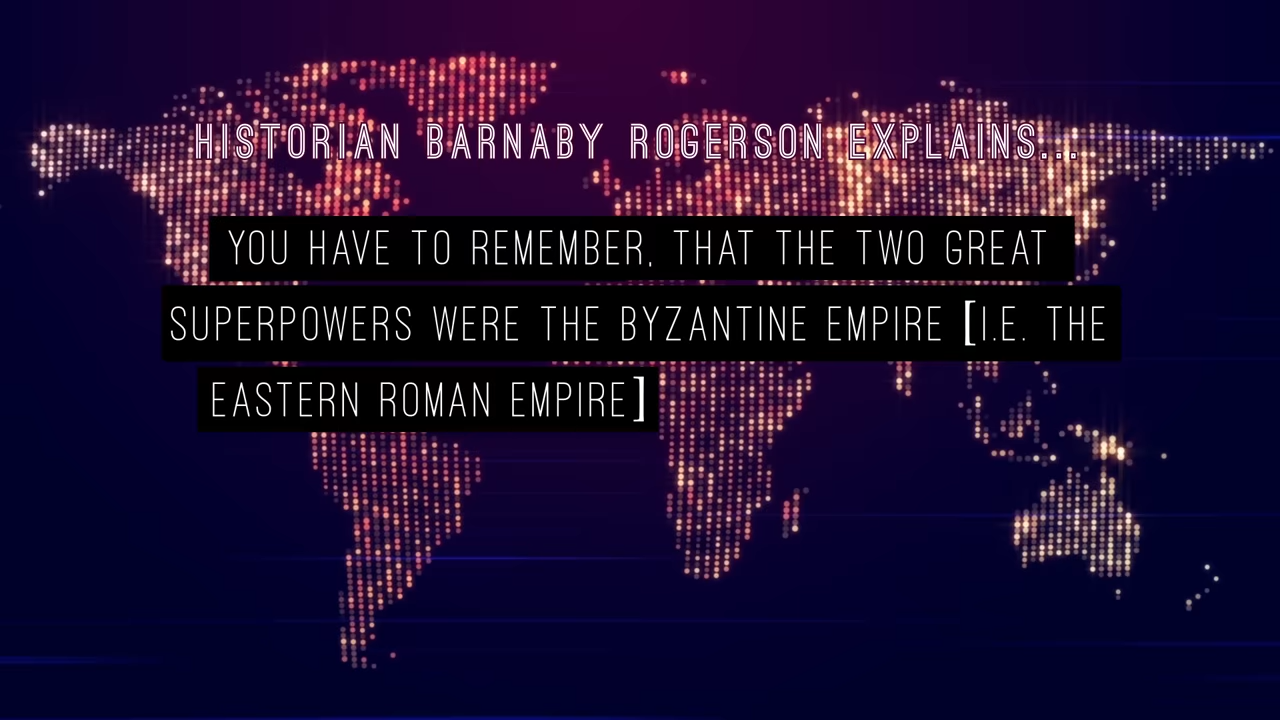 HISTORIAN BARNABY ROGERSON EXPLAINS...
YOU HAVE TO REMEMBER, THAT THE TWO GREAT
SUPERPOWERS WERE THE BYZANTINE EMPIRE [I.E. THE
EASTERN ROMAN EMPIRE]